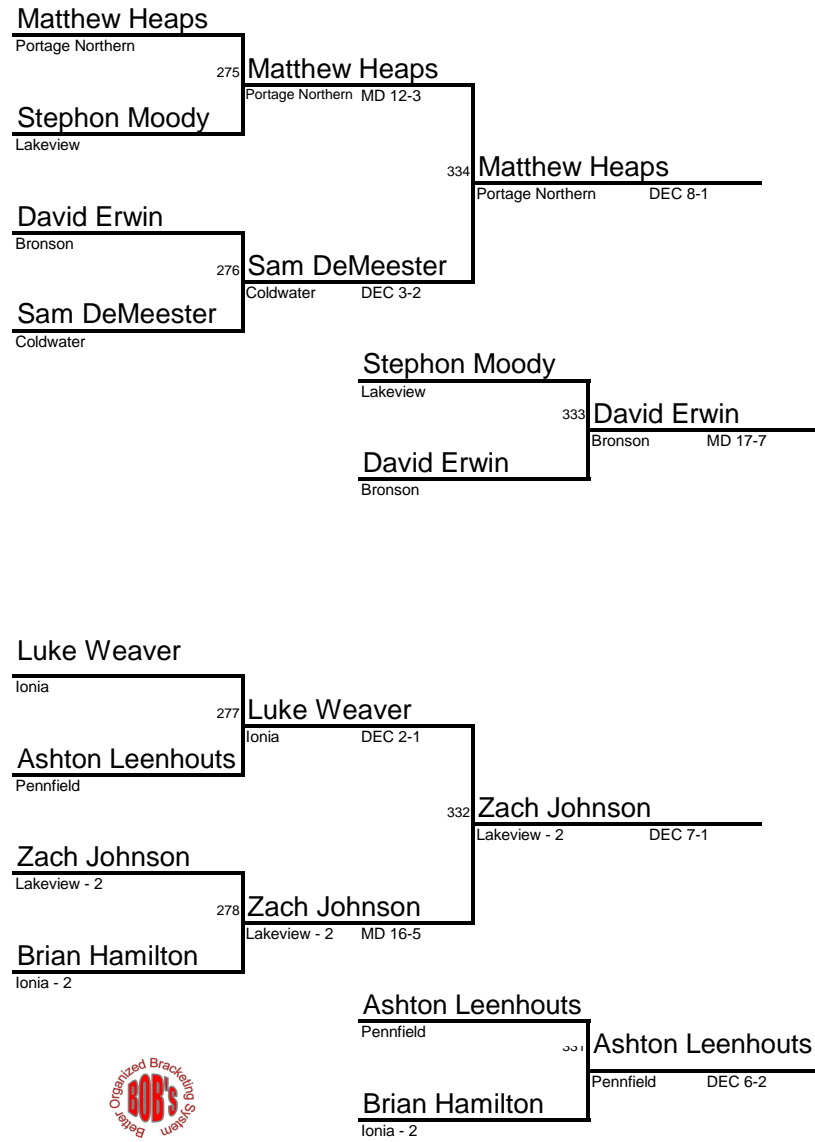 Matthew Heaps
Portage Northern
275 Matthew Heaps
Portage Northern MD 12-3
Stephon Moody
Lakeview
334 Matthew Heaps
Portage Northern DEC 8-1
David Erwin
Bronson
276 Sam DeMeester
Coldwater DEC 3-2
Sam DeMeester
Coldwater
Stephon Moody
Lakeview
333 David Erwin
Bronson MD 17-7
David Erwin
Bronson
Luke Weaver
Ionia
277 Luke Weaver
Ionia DEC 2-1
Ashton Leenhouts
Pennfield
332 Zach Johnson
Lakeview - 2 DEC 7-1
Zach Johnson
Lakeview - 2
278 Zach Johnson
Lakeview - 2 MD 16-5
Brian Hamilton
Ionia - 2
Ashton Leenhouts
Pennfield
Ashton Leenhouts
Pennfield DEC 6-2
Brian Hamilton
Ionia - 2
Better Organized Bracketing System
BOB's